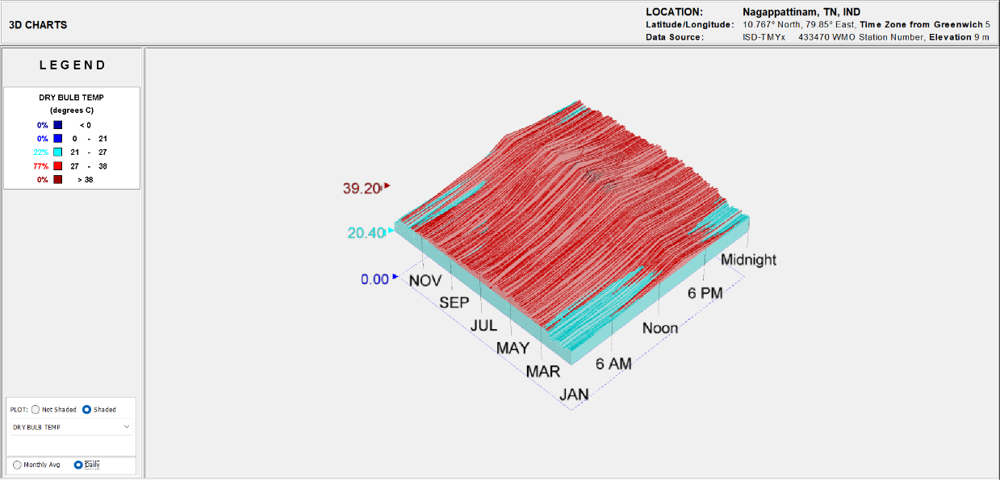 3D CHARTS
LOCATION: Nagappattinam, TN, IND
Latitude/Longitude: 10.767° North, 79.85° East, Time Zone from Greenwich 5
Data Source: ISD-TMYx 433470 WMO Station Number, Elevation 9 m
LEGEND
DRY BULB TEMP
(degrees C)
0% < 0
0% 0 - 21
22% 21 - 27
77% 27 - 38
0% > 38
PLOT: Not Shaded Shaded
DRY BULB TEMP
Monthly Avg Daily
39.20
20.40
0.00
NOV
SEP
JUL
MAY
MAR
JAN
6 AM
Noon
6 PM
Midnight